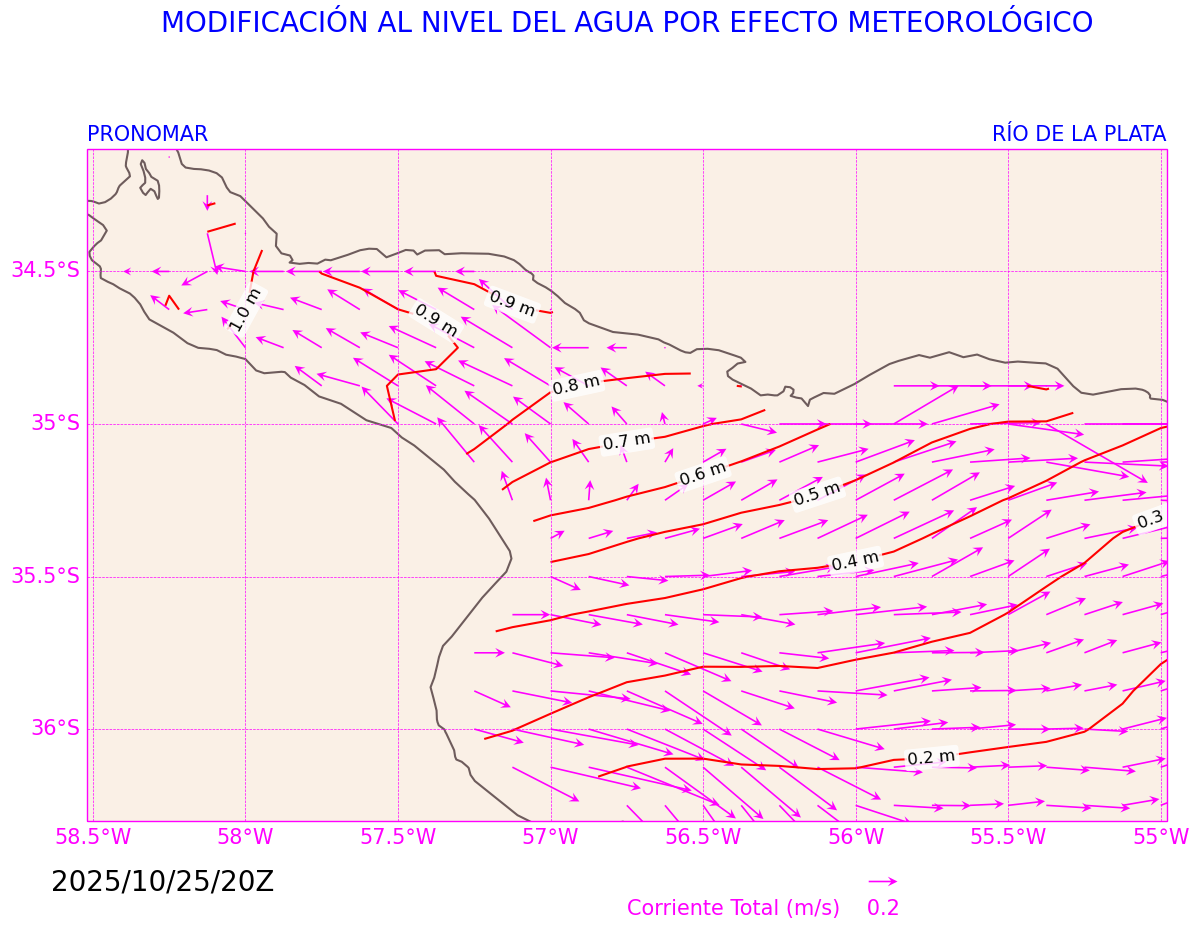 MODIFICACIÓN AL NIVEL DEL AGUA POR EFECTO METEOROLÓGICO
PRONOMAR
RÍO DE LA PLATA
34.5°S
35°S
35.5°S
36°S
1.0 m
0.9 m
0.9 m
0.8 m
0.7 m
0.6 m
0.5 m
0.4 m
0.3
0.2 m
58.5°W
58°W
57.5°W
57°W
56.5°W
56°W
55.5°W
55°W
2025/10/25/20Z
Corriente Total (m/s)
0.2